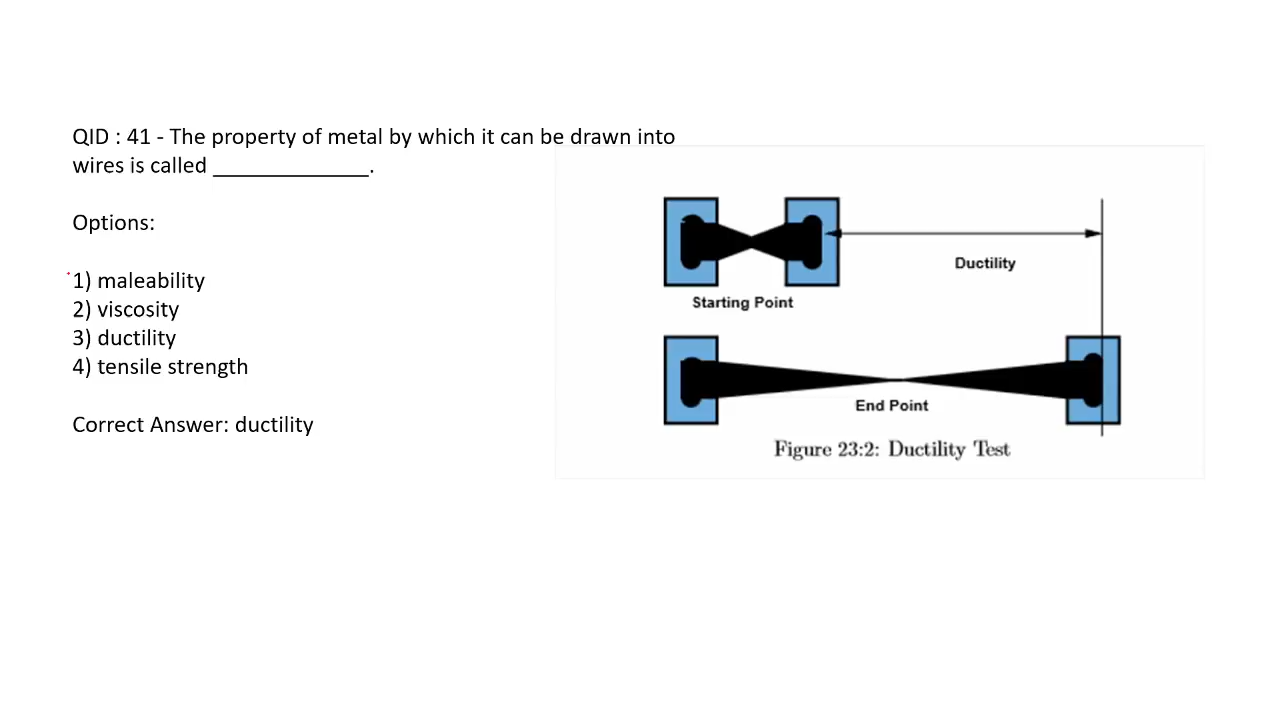 QID : 41 - The property of metal by which it can be drawn into
wires is called _____________.
Options:
1) maleability
2) viscosity
3) ductility
4) tensile strength
Correct Answer: ductility
Ductility
Starting Point
End Point
Figure 23:2: Ductility Test